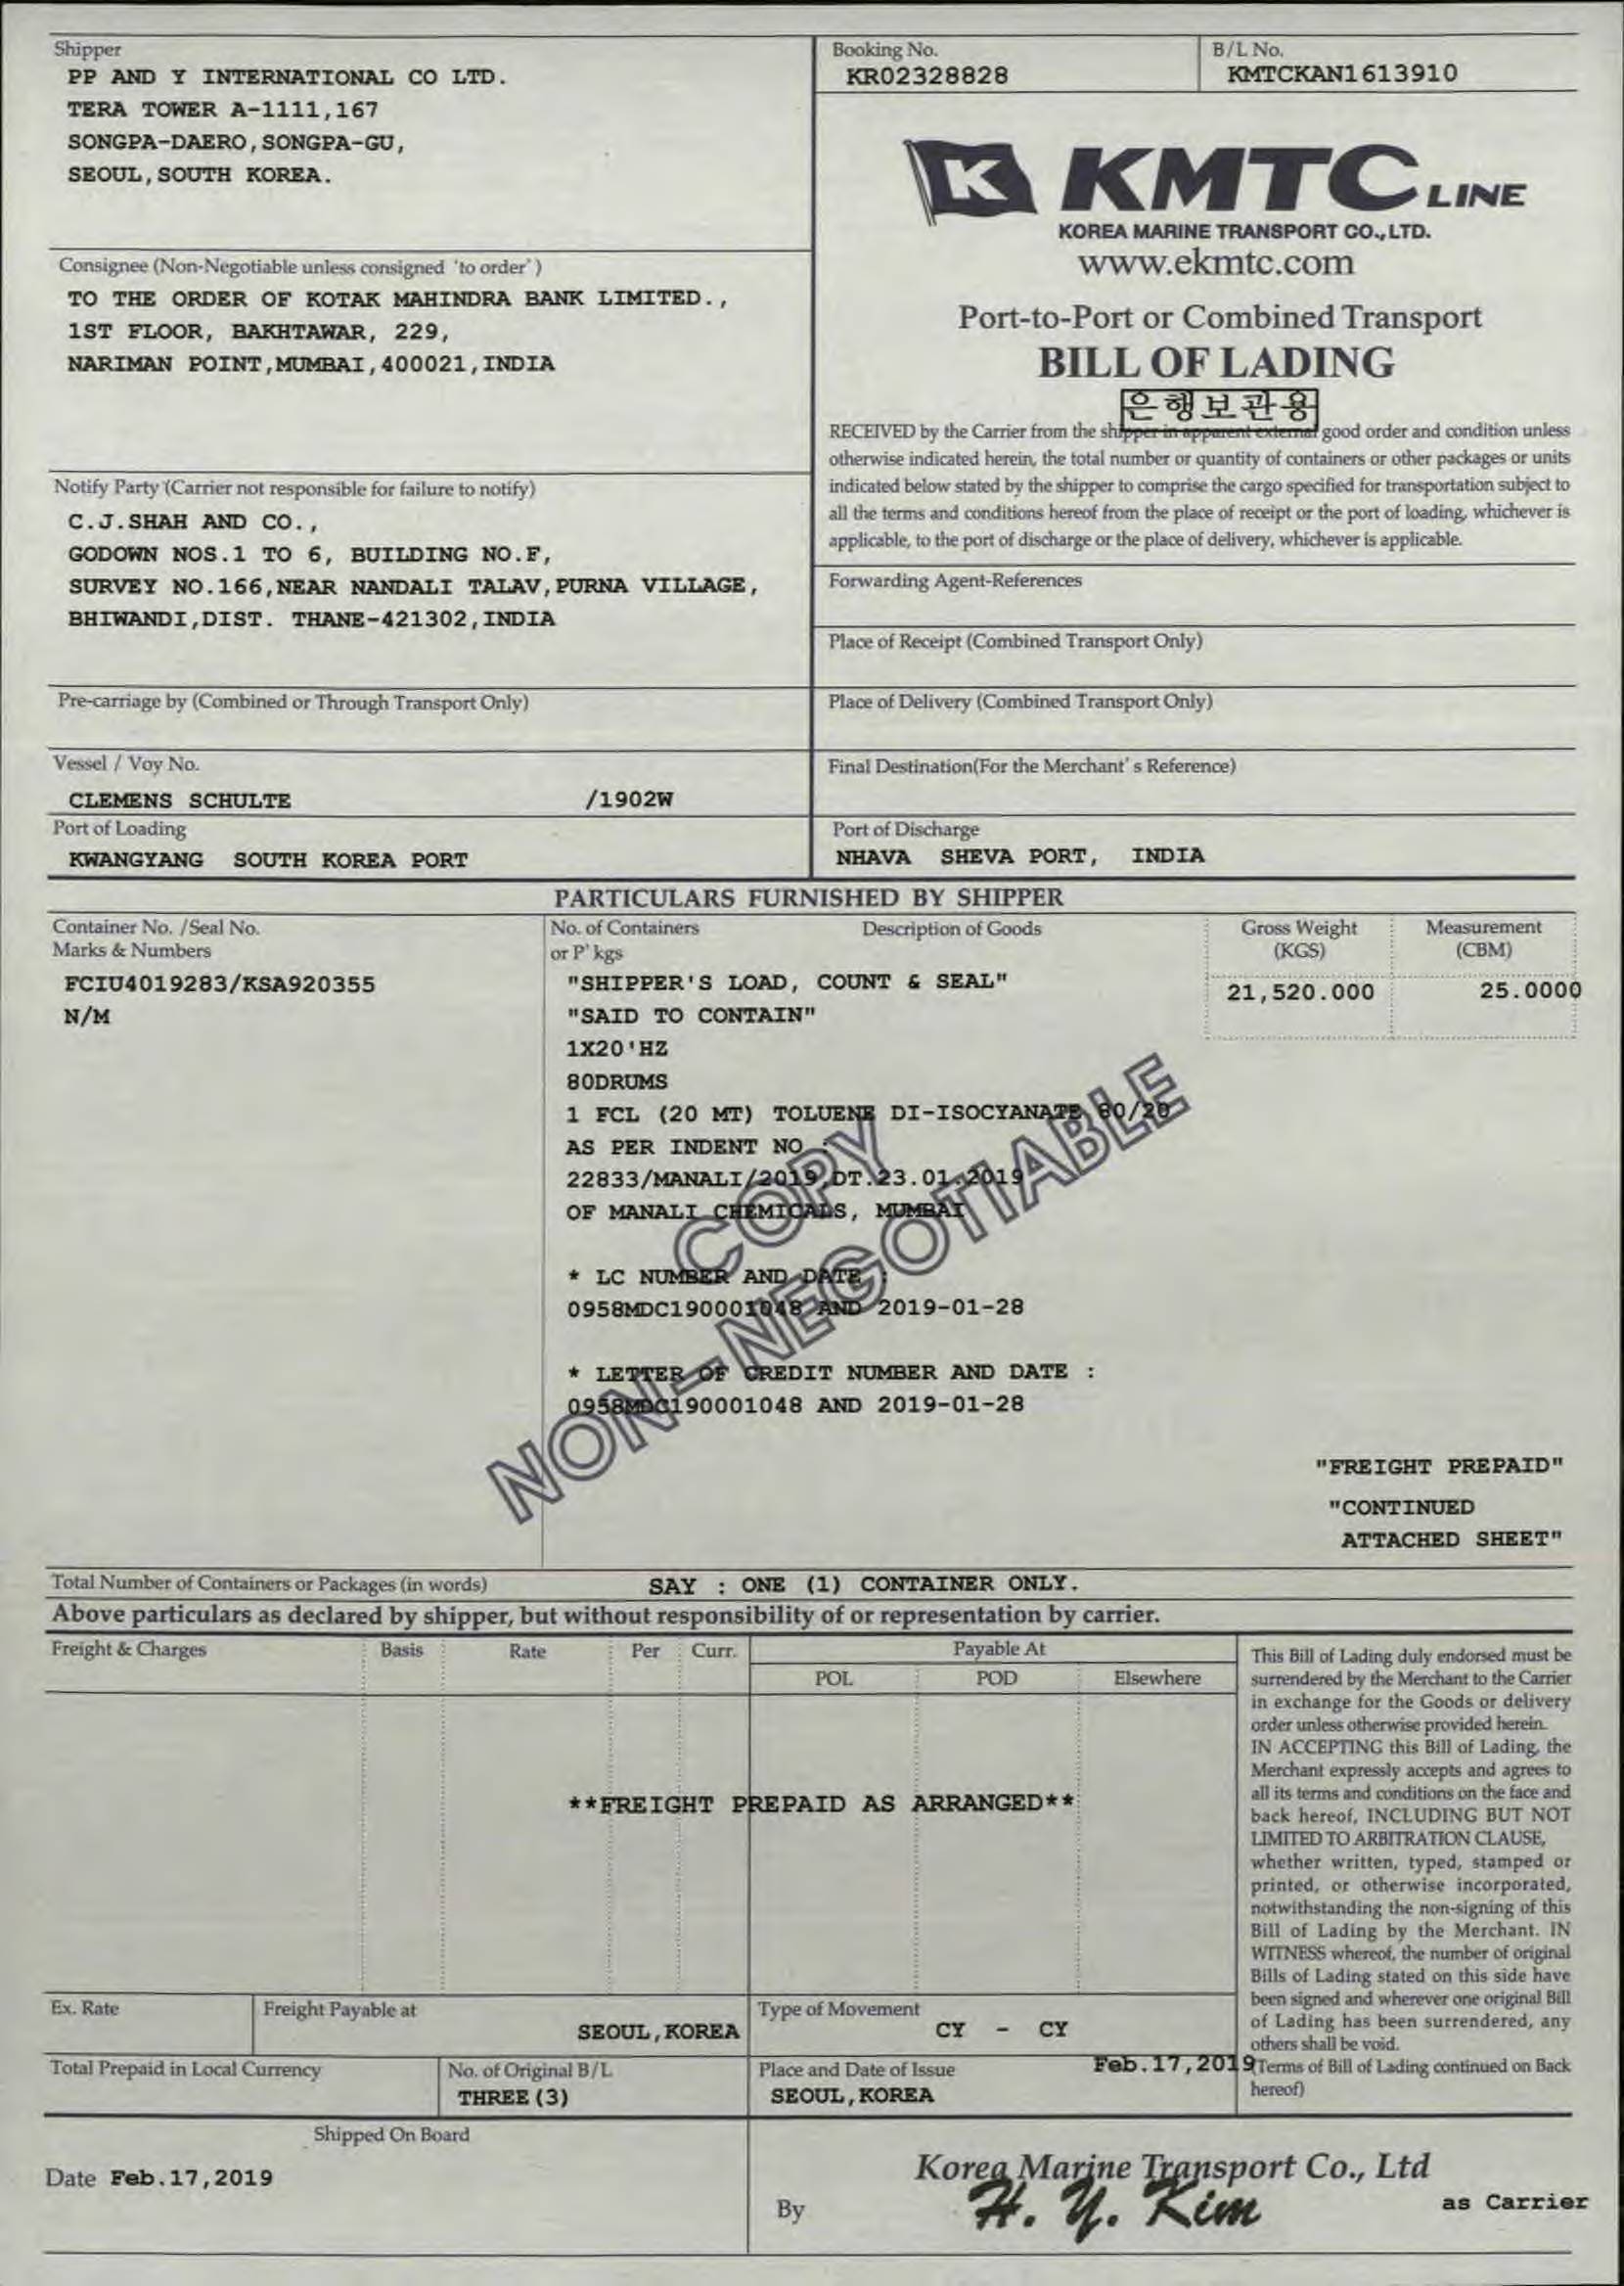 Shipper
PP AND Y INTERNATIONAL CO LTD.
TERA TOWER A-1111,167
SONGPA-DAERO,SONGPA-GU,
SEOUL,SOUTH KOREA.
Booking No.
KR02328828
B/L No.
KMTCKAN1613910
K KMTC LINE
KOREA MARINE TRANSPORT CO.,LTD.
www.ekmtc.com
Port-to-Port or Combined Transport
BILL OF LADING
은행보관용
Consignee (Non-Negotiable unless consigned 'to order')
TO THE ORDER OF KOTAK MAHINDRA BANK LIMITED.,
1ST FLOOR, BAKHTAWAR, 229,
NARIMAN POINT,MUMBAI,400021,INDIA
RECEIVED by the Carrier from the shipper in apparent external good order and condition unless
otherwise indicated herein, the total number or quantity of containers or other packages or units
indicated below stated by the shipper to comprise the cargo specified for transportation subject to
all the terms and conditions hereof from the place of receipt or the port of loading, whichever is
applicable, to the port of discharge or the place of delivery, whichever is applicable.
Notify Party (Carrier not responsible for failure to notify)
C.J.SHAH AND CO.,
GODOWN NOS.1 TO 6, BUILDING NO.F,
SURVEY NO.166,NEAR NANDALI TALAV,PURNA VILLAGE,
BHIWANDI,DIST. THANE-421302,INDIA
Forwarding Agent-References
Place of Receipt (Combined Transport Only)
Pre-carriage by (Combined or Through Transport Only)
Place of Delivery (Combined Transport Only)
Vessel / Voy No.
CLEMENS SCHULTE /1902W
Final Destination(For the Merchant's Reference)
Port of Loading
KWANGYANG SOUTH KOREA PORT
Port of Discharge
NHAVA SHEVA PORT, INDIA
PARTICULARS FURNISHED BY SHIPPER
Container No. /Seal No.
Marks & Numbers
No. of Containers
or P'kgs
Description of Goods
Gross Weight
(KGS)
Measurement
(CBM)
FCIU4019283/KSA920355
N/M
"SHIPPER'S LOAD, COUNT & SEAL"
21,520.000
25.0000
"SAID TO CONTAIN"
1X20'HZ
80DRUMS
1 FCL (20 MT) TOLUENE DI-ISOCYANATE 80/20
AS PER INDENT NO :
22833/MANALI/2019,DT.23.01.2019
OF MANALI CHEMICALS, MUMBAI
* LC NUMBER AND DATE :
0958MDC190001048 AND 2019-01-28
* LETTER OF CREDIT NUMBER AND DATE :
0958MDC190001048 AND 2019-01-28
COPY
NON-NEGOTIABLE
"FREIGHT PREPAID"
"CONTINUED
ATTACHED SHEET"
Total Number of Containers or Packages (in words)
SAY : ONE (1) CONTAINER ONLY.
Above particulars as declared by shipper, but without responsibility of or representation by carrier.
Freight & Charges
Basis
Rate
Per
Curr.
Payable At
POL
POD
Elsewhere
**FREIGHT PREPAID AS ARRANGED**
This Bill of Lading duly endorsed must be
surrendered by the Merchant to the Carrier
in exchange for the Goods or delivery
order unless otherwise provided herein.
IN ACCEPTING this Bill of Lading, the
Merchant expressly accepts and agrees to
all its terms and conditions on the face and
back hereof, INCLUDING BUT NOT
LIMITED TO ARBITRATION CLAUSE,
whether written, typed, stamped or
printed, or otherwise incorporated,
notwithstanding the non-signing of this
Bill of Lading by the Merchant. IN
WITNESS whereof, the number of original
Bills of Lading stated on this side have
been signed and wherever one original Bill
of Lading has been surrendered, any
others shall be void.
(Terms of Bill of Lading continued on Back
hereof)
Ex. Rate
Freight Payable at
SEOUL,KOREA
Type of Movement
CY - CY
Total Prepaid in Local Currency
No. of Original B/L
THREE(3)
Place and Date of Issue
Feb.17,2019
SEOUL,KOREA
Shipped On Board
Date Feb.17,2019
Korea Marine Transport Co., Ltd
By
H. Y. Kim
as Carrier